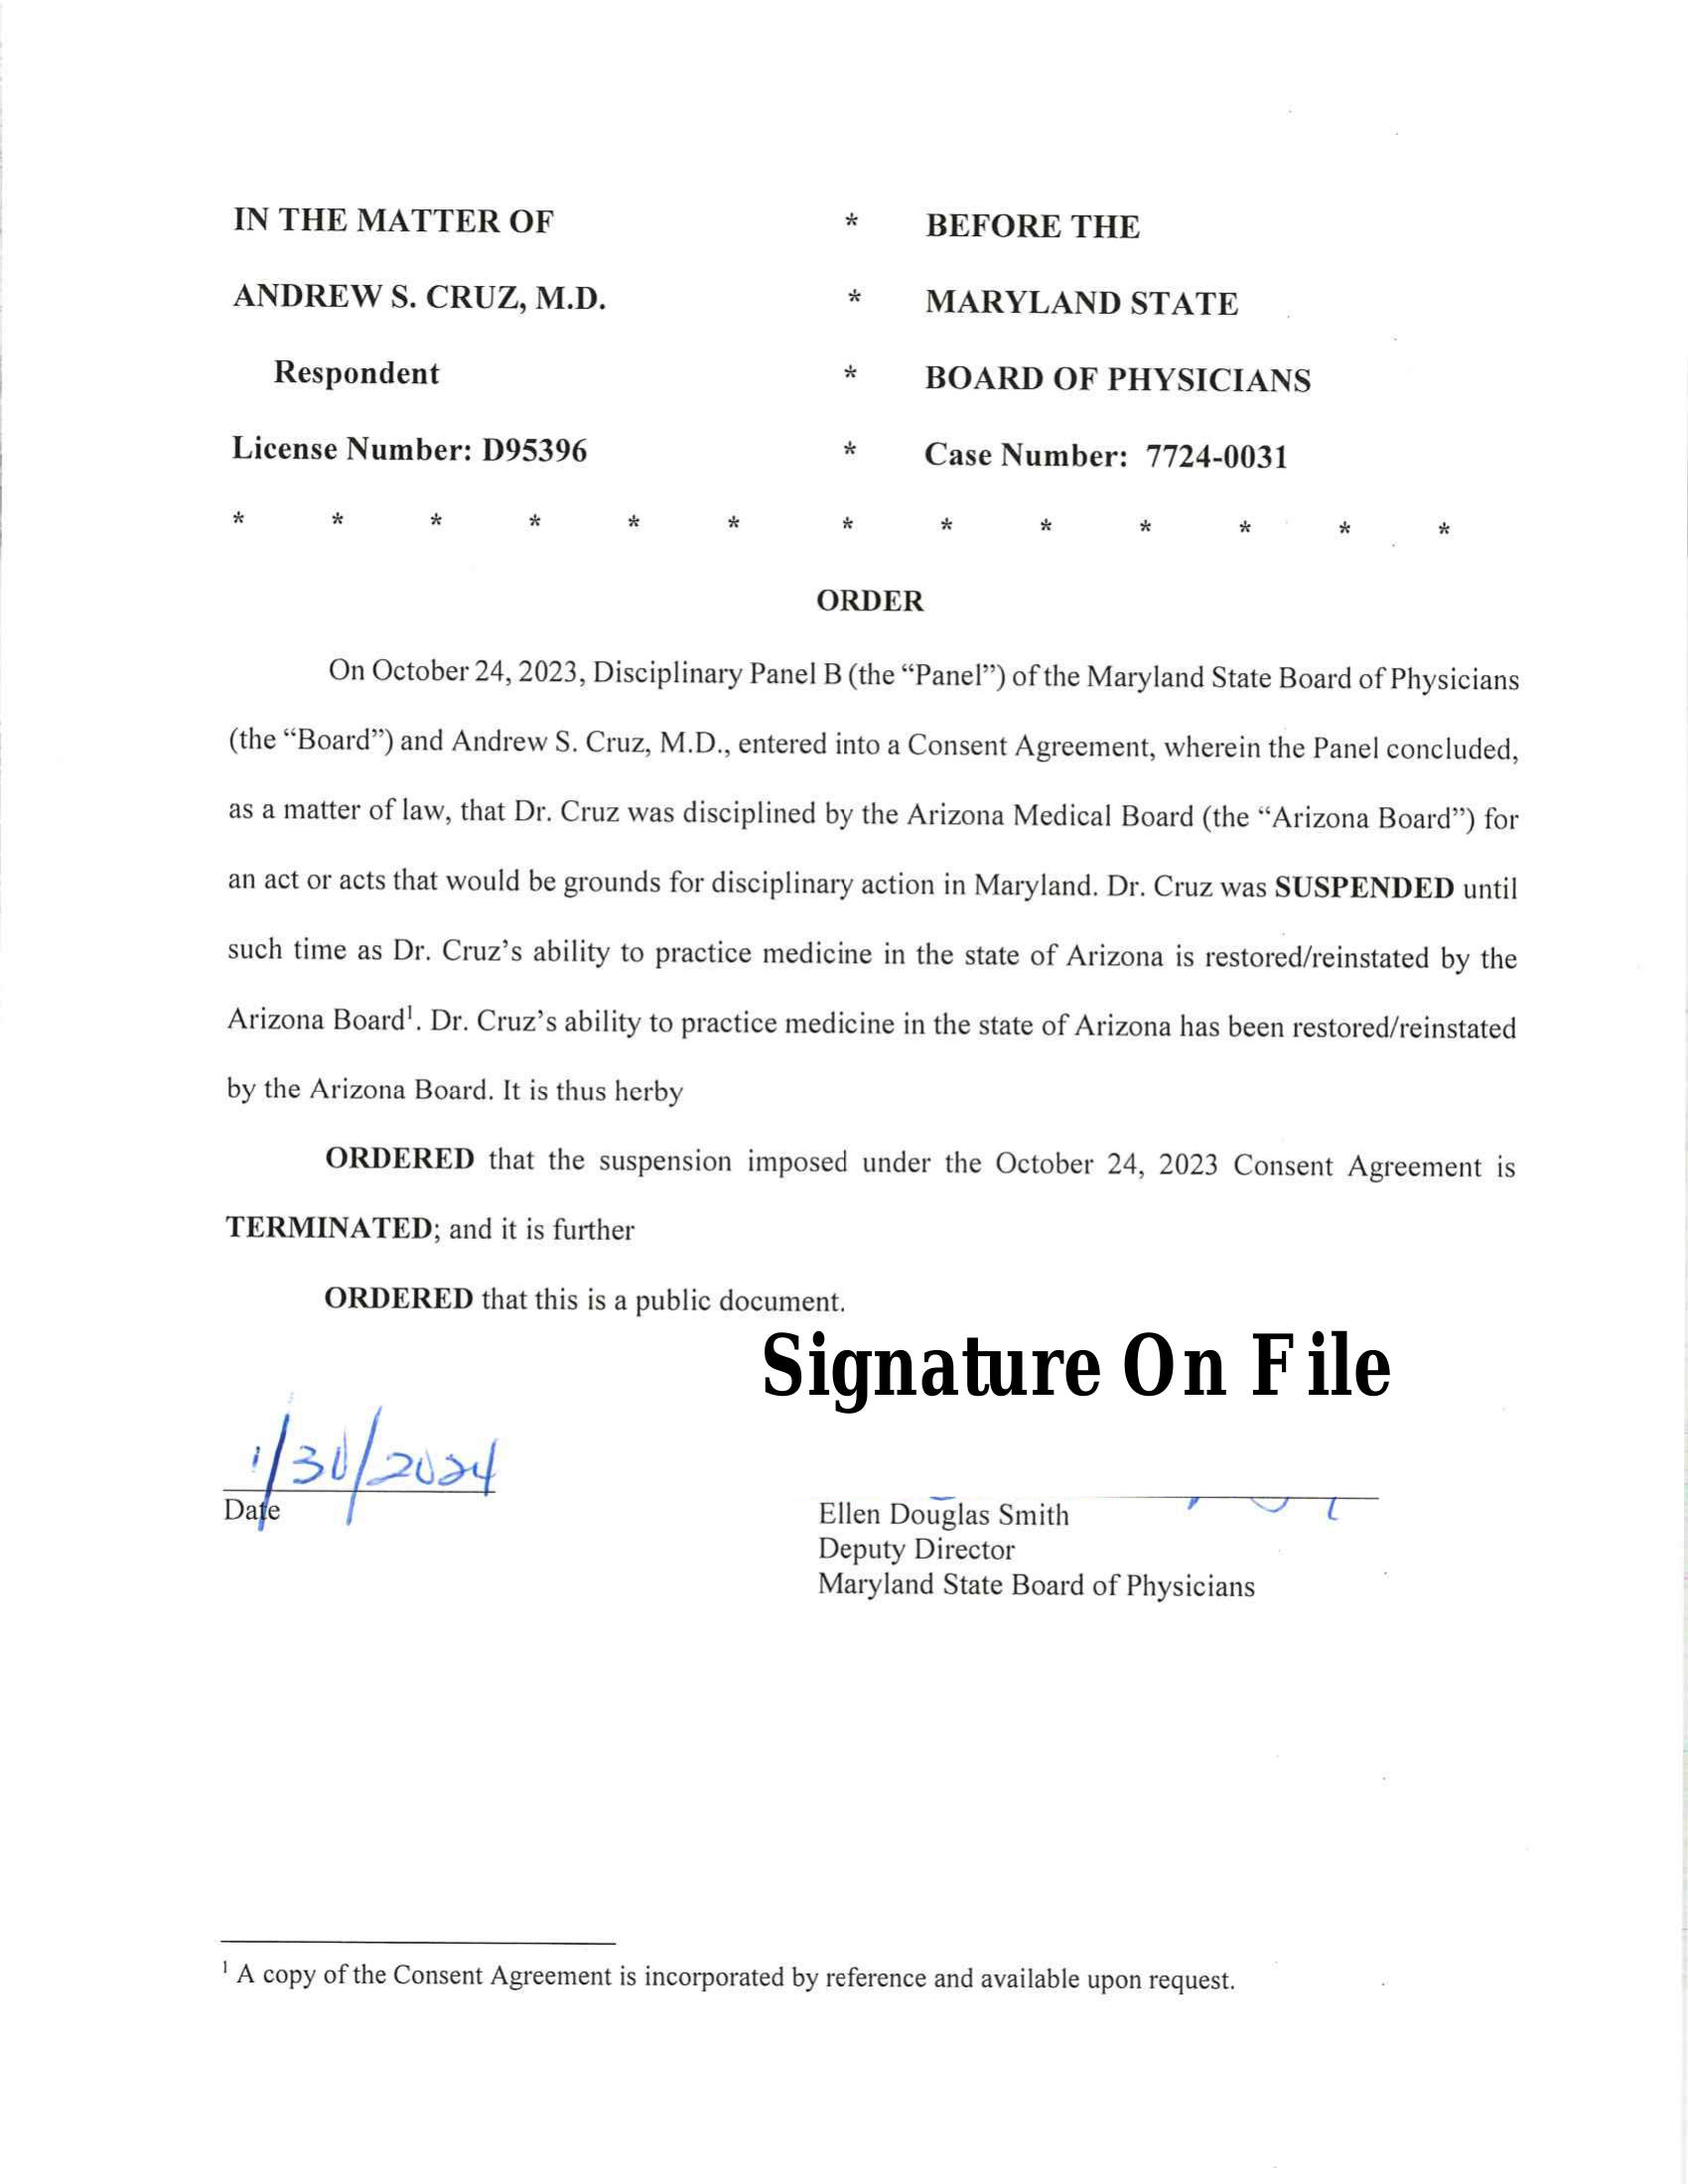 IN THE MATTER OF * BEFORE THE
ANDREW S. CRUZ, M.D. * MARYLAND STATE
Respondent * BOARD OF PHYSICIANS
License Number: D95396 * Case Number: 7724-0031
* * * * * * * * * * * * *
ORDER
On October 24, 2023, Disciplinary Panel B (the “Panel”) of the Maryland State Board of Physicians
(the “Board”) and Andrew S. Cruz, M.D., entered into a Consent Agreement, wherein the Panel concluded,
as a matter of law, that Dr. Cruz was disciplined by the Arizona Medical Board (the “Arizona Board”) for
an act or acts that would be grounds for disciplinary action in Maryland. Dr. Cruz was SUSPENDED until
such time as Dr. Cruz’s ability to practice medicine in the state of Arizona is restored/reinstated by the
Arizona Board¹. Dr. Cruz’s ability to practice medicine in the state of Arizona has been restored/reinstated
by the Arizona Board. It is thus herby
ORDERED that the suspension imposed under the October 24, 2023 Consent Agreement is
TERMINATED; and it is further
ORDERED that this is a public document.
Signature On File
1/30/2024
Date
Ellen Douglas Smith
Deputy Director
Maryland State Board of Physicians
¹ A copy of the Consent Agreement is incorporated by reference and available upon request.